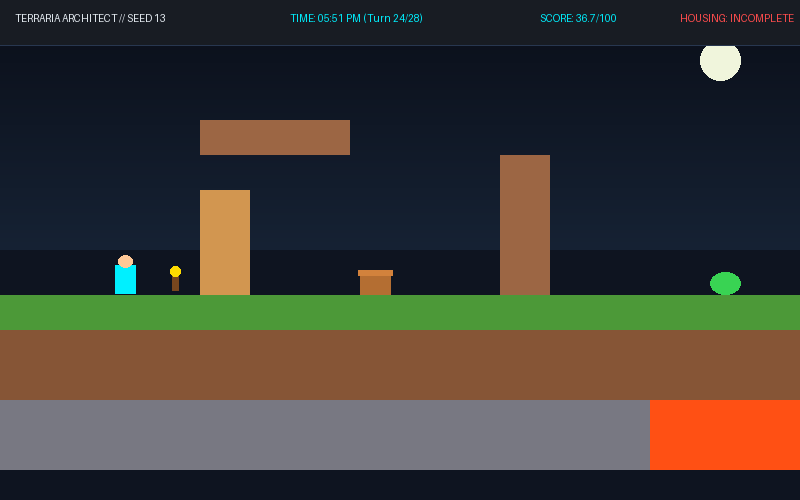 TERRARIA ARCHITECT // SEED 13
TIME: 05:51 PM (Turn 24/28)
SCORE: 36.7/100
HOUSING: INCOMPLETE